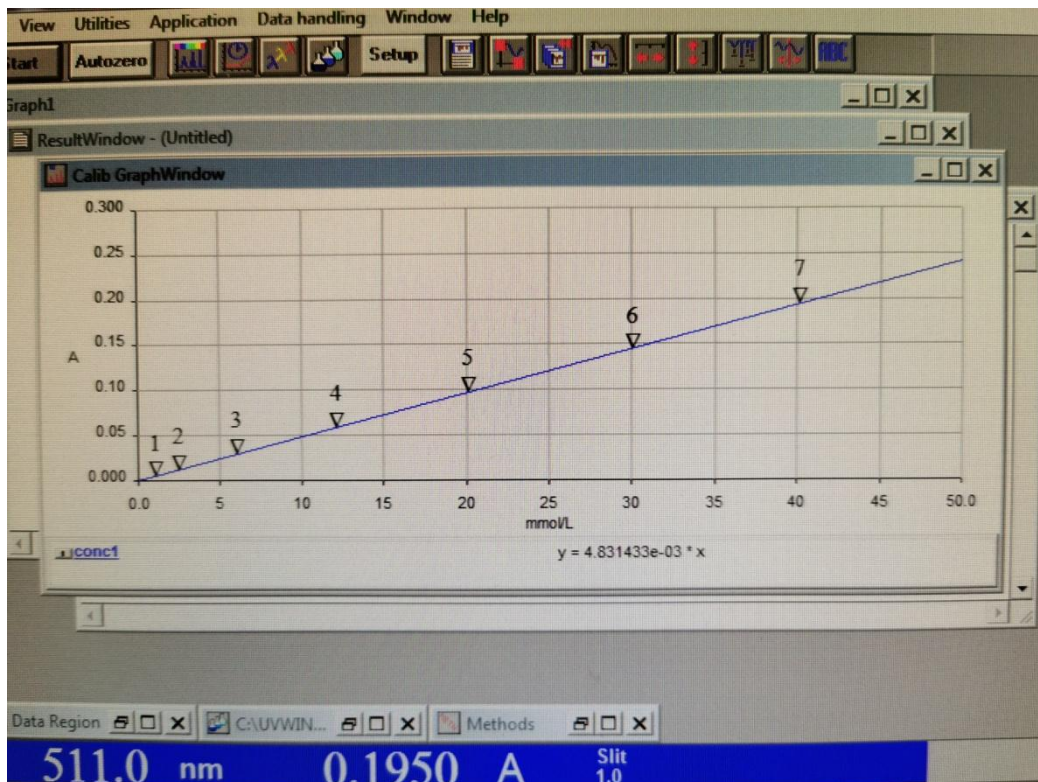 View Utilities Application Data handling Window Help
Start Autozero Setup ABC
Graph1
ResultWindow - (Untitled)
Calib GraphWindow
0.300
0.25
0.20
0.15
0.10
0.05
0.000
A
1 2 3 4 5 6 7
0.0 5 10 15 20 25 30 35 40 45 50.0
mmol/L
conc1 y = 4.831433e-03 * x
Data Region C:\UVWIN... Methods
511.0 nm 0.1950 A Slit
1.0